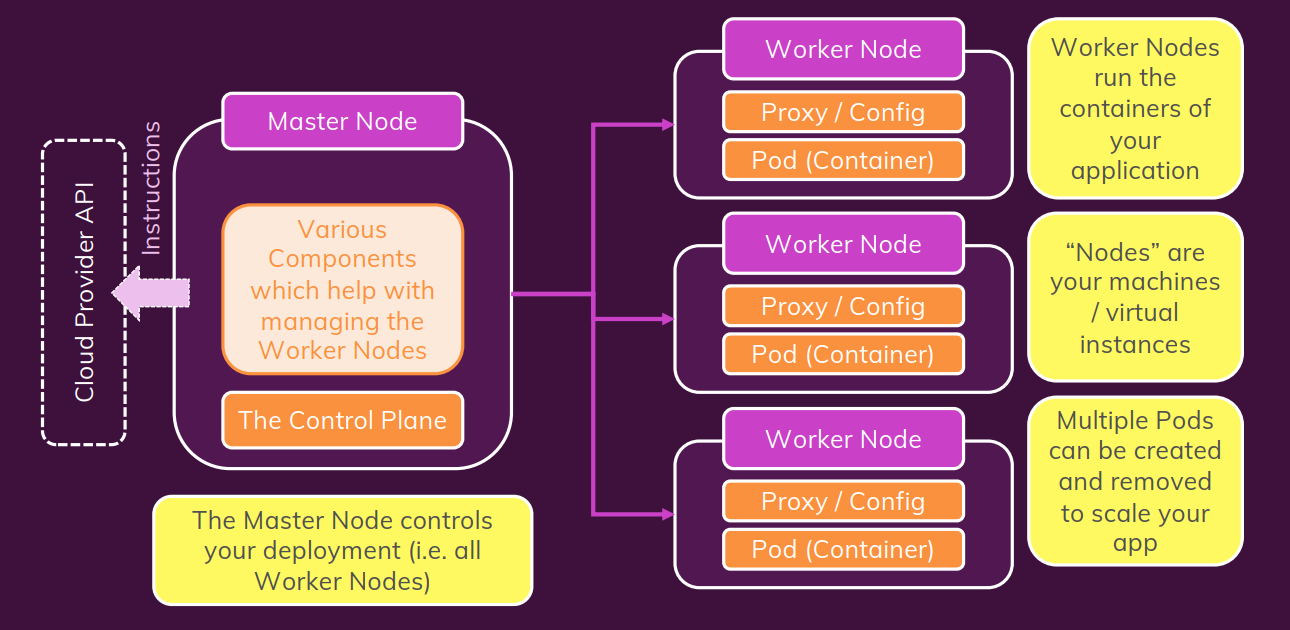 Cloud Provider API
Instructions
Master Node
Various
Components
which help with
managing the
Worker Nodes
The Control Plane
The Master Node controls
your deployment (i.e. all
Worker Nodes)
Worker Node
Proxy / Config
Pod (Container)
Worker Node
Proxy / Config
Pod (Container)
Worker Node
Proxy / Config
Pod (Container)
Worker Nodes
run the
containers of
your
application
“Nodes” are
your machines
/ virtual
instances
Multiple Pods
can be created
and removed
to scale your
app